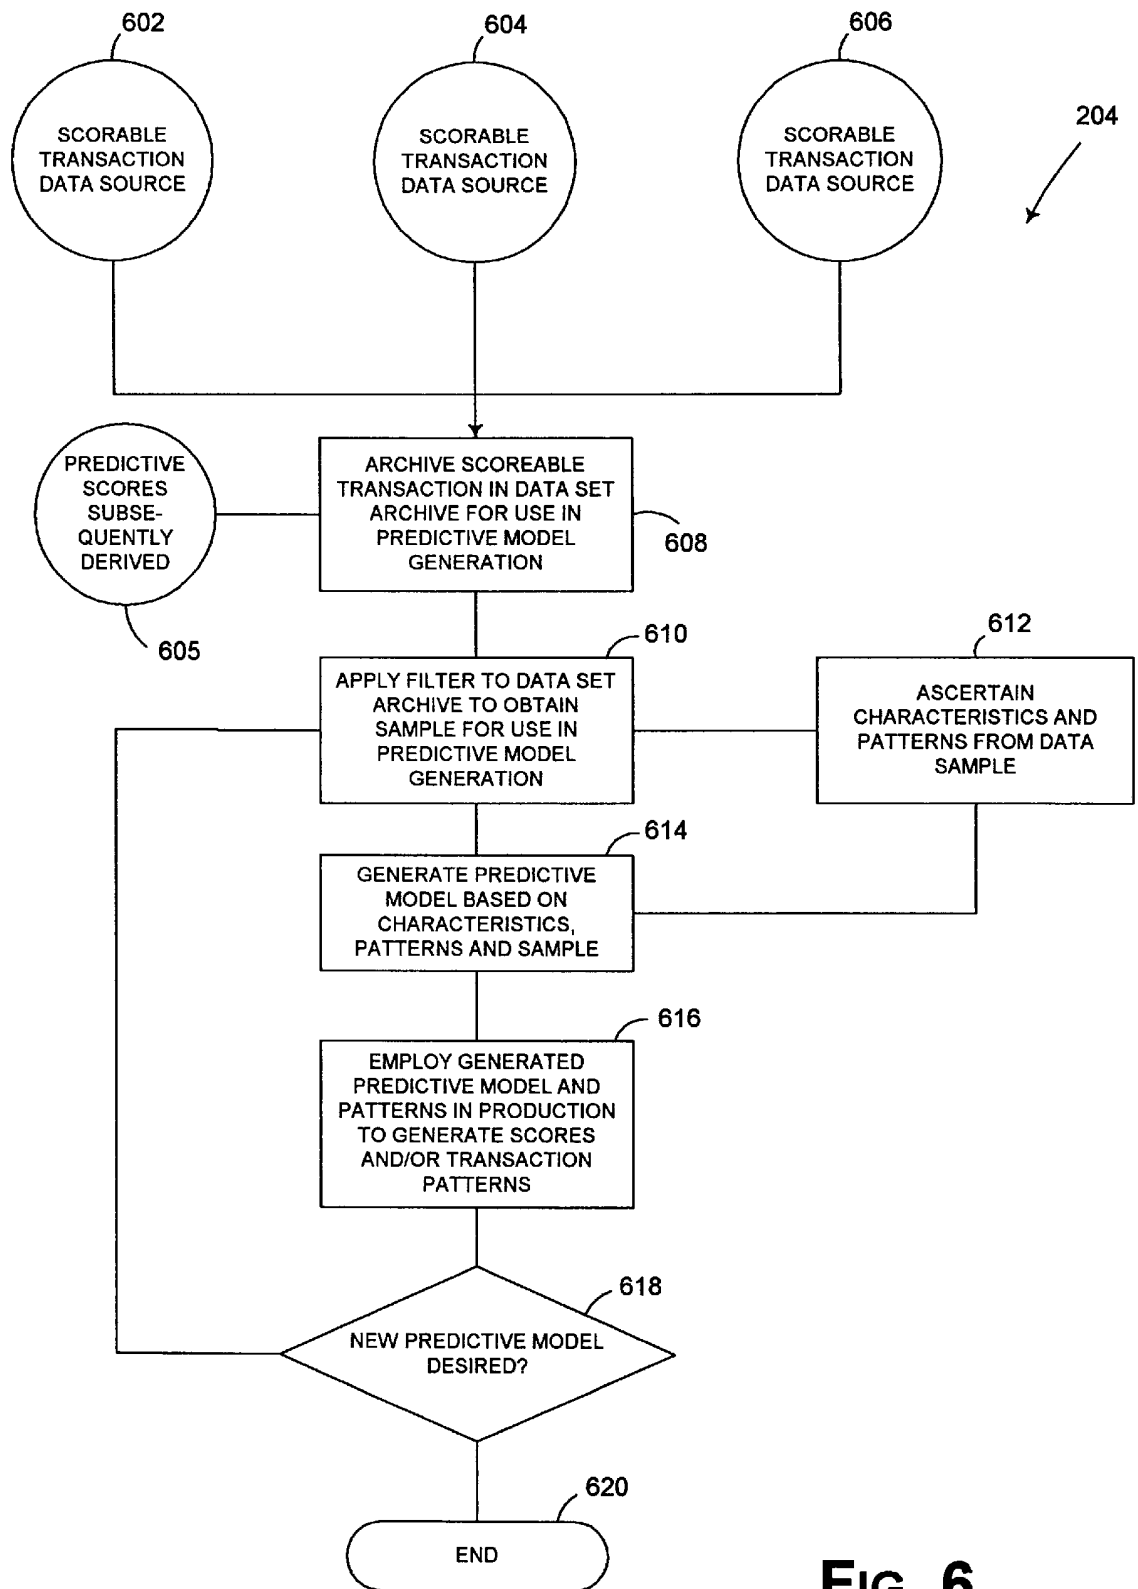 602
604
606
204
SCORABLE
TRANSACTION
DATA SOURCE
SCORABLE
TRANSACTION
DATA SOURCE
SCORABLE
TRANSACTION
DATA SOURCE
PREDICTIVE
SCORES
SUBSE-
QUENTLY
DERIVED
605
ARCHIVE SCOREABLE
TRANSACTION IN DATA SET
ARCHIVE FOR USE IN
PREDICTIVE MODEL
GENERATION
608
610
APPLY FILTER TO DATA SET
ARCHIVE TO OBTAIN
SAMPLE FOR USE IN
PREDICTIVE MODEL
GENERATION
612
ASCERTAIN
CHARACTERISTICS AND
PATTERNS FROM DATA
SAMPLE
614
GENERATE PREDICTIVE
MODEL BASED ON
CHARACTERISTICS,
PATTERNS AND SAMPLE
616
EMPLOY GENERATED
PREDICTIVE MODEL AND
PATTERNS IN PRODUCTION
TO GENERATE SCORES
AND/OR TRANSACTION
PATTERNS
618
NEW PREDICTIVE MODEL
DESIRED?
620
END
FIG. 6